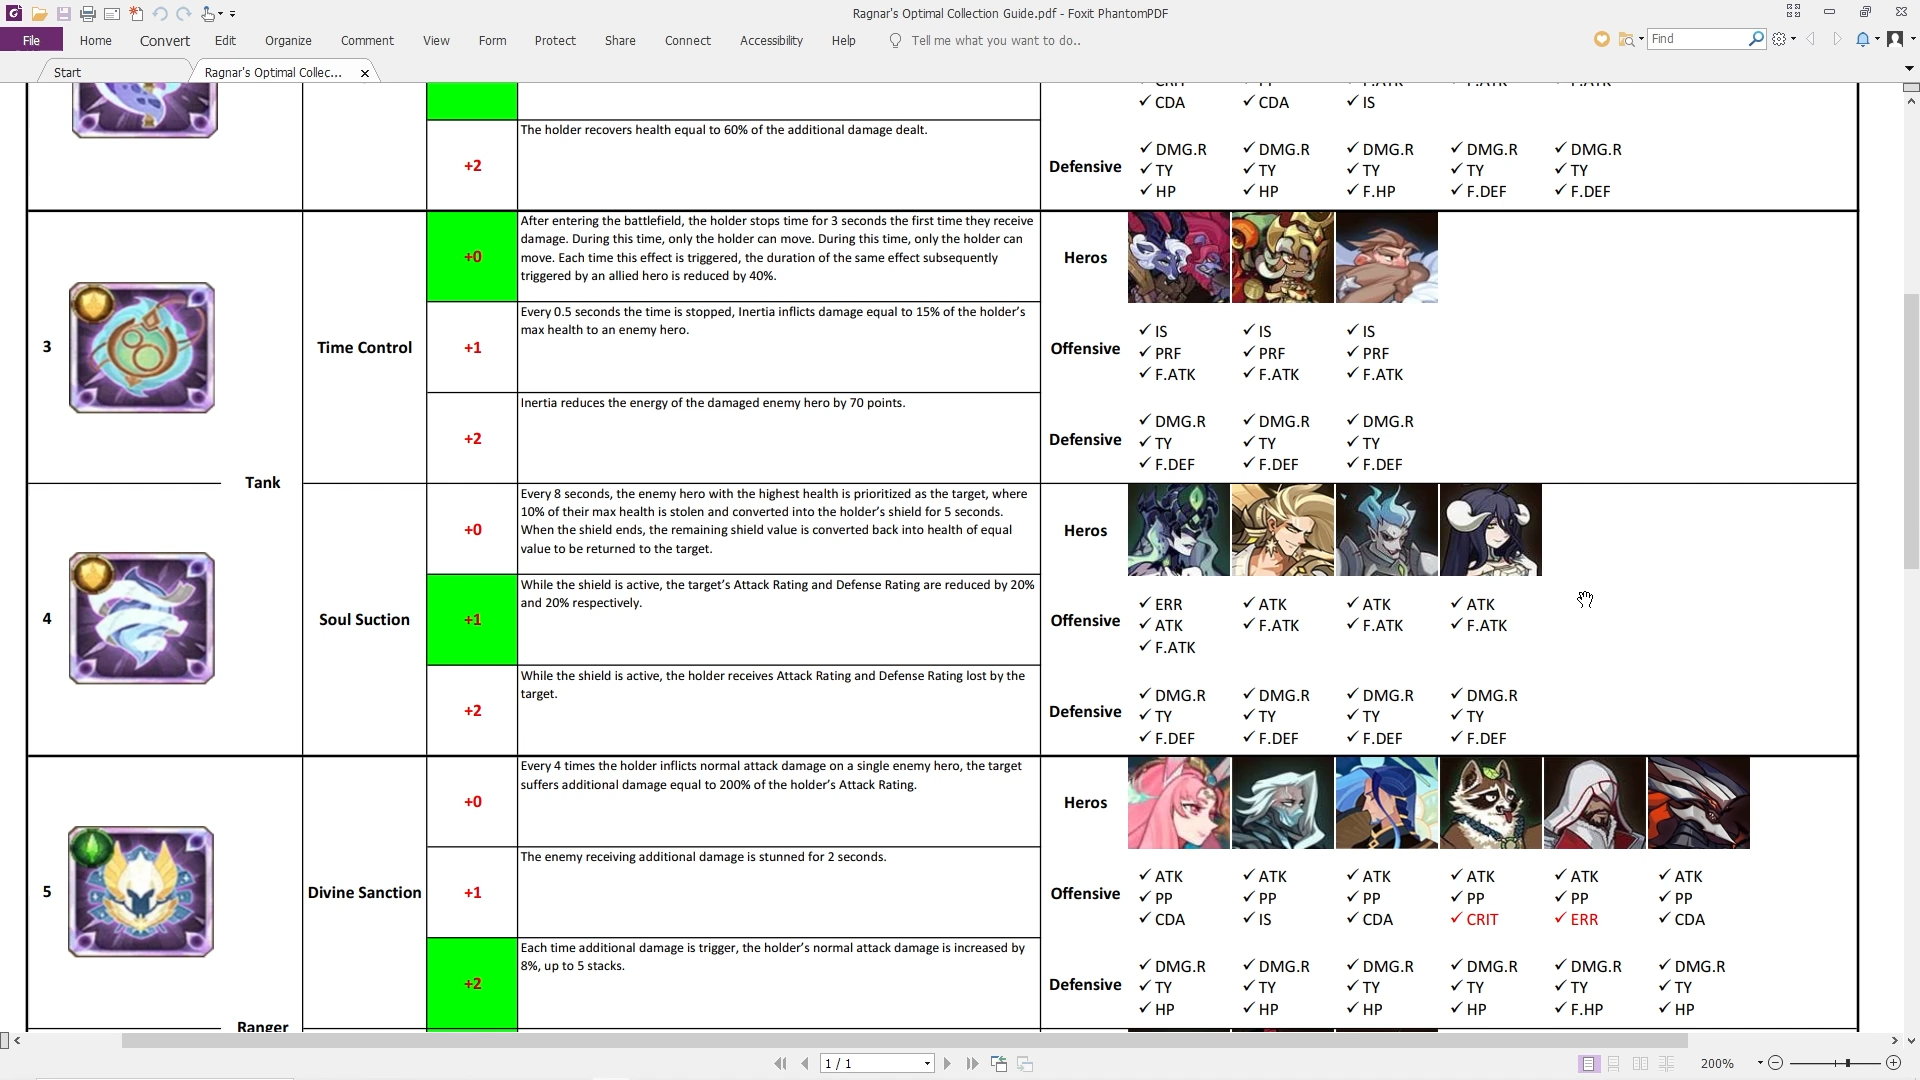 Ragnar's Optimal Collection Guide.pdf - Foxit PhantomPDF
File Home Convert Edit Organize Comment View Form Protect Share Connect Accessibility Help Tell me what you want to do.. Find
Start Ragnar's Optimal Collec...
✓ CDA ✓ CDA ✓ IS
+2
The holder recovers health equal to 60% of the additional damage dealt.
Defensive
✓ DMG.R ✓ DMG.R ✓ DMG.R ✓ DMG.R ✓ DMG.R
✓ TY ✓ TY ✓ TY ✓ TY ✓ TY
✓ HP ✓ HP ✓ F.HP ✓ F.DEF ✓ F.DEF
3
Tank
Time Control
+0
After entering the battlefield, the holder stops time for 3 seconds the first time they receive
damage. During this time, only the holder can move. During this time, only the holder can
move. Each time this effect is triggered, the duration of the same effect subsequently
triggered by an allied hero is reduced by 40%.
Heros
+1
Every 0.5 seconds the time is stopped, Inertia inflicts damage equal to 15% of the holder's
max health to an enemy hero.
Offensive
✓ IS ✓ IS ✓ IS
✓ PRF ✓ PRF ✓ PRF
✓ F.ATK ✓ F.ATK ✓ F.ATK
+2
Inertia reduces the energy of the damaged enemy hero by 70 points.
Defensive
✓ DMG.R ✓ DMG.R ✓ DMG.R
✓ TY ✓ TY ✓ TY
✓ F.DEF ✓ F.DEF ✓ F.DEF
4
Soul Suction
+0
Every 8 seconds, the enemy hero with the highest health is prioritized as the target, where
10% of their max health is stolen and converted into the holder's shield for 5 seconds.
When the shield ends, the remaining shield value is converted back into health of equal
value to be returned to the target.
Heros
+1
While the shield is active, the target's Attack Rating and Defense Rating are reduced by 20%
and 20% respectively.
Offensive
✓ ERR ✓ ATK ✓ ATK ✓ ATK
✓ ATK ✓ F.ATK ✓ F.ATK ✓ F.ATK
✓ F.ATK
+2
While the shield is active, the holder receives Attack Rating and Defense Rating lost by the
target.
Defensive
✓ DMG.R ✓ DMG.R ✓ DMG.R ✓ DMG.R
✓ TY ✓ TY ✓ TY ✓ TY
✓ F.DEF ✓ F.DEF ✓ F.DEF ✓ F.DEF
5
Divine Sanction
+0
Every 4 times the holder inflicts normal attack damage on a single enemy hero, the target
suffers additional damage equal to 200% of the holder's Attack Rating.
Heros
+1
The enemy receiving additional damage is stunned for 2 seconds.
Offensive
✓ ATK ✓ ATK ✓ ATK ✓ ATK ✓ ATK ✓ ATK
✓ PP ✓ PP ✓ PP ✓ PP ✓ PP ✓ PP
✓ CDA ✓ IS ✓ CDA ✓ CRIT ✓ ERR ✓ CDA
+2
Each time additional damage is trigger, the holder's normal attack damage is increased by
8%, up to 5 stacks.
Defensive
✓ DMG.R ✓ DMG.R ✓ DMG.R ✓ DMG.R ✓ DMG.R ✓ DMG.R
✓ TY ✓ TY ✓ TY ✓ TY ✓ TY ✓ TY
✓ HP ✓ HP ✓ HP ✓ HP ✓ F.HP ✓ HP
Ranger
1 / 1
200%